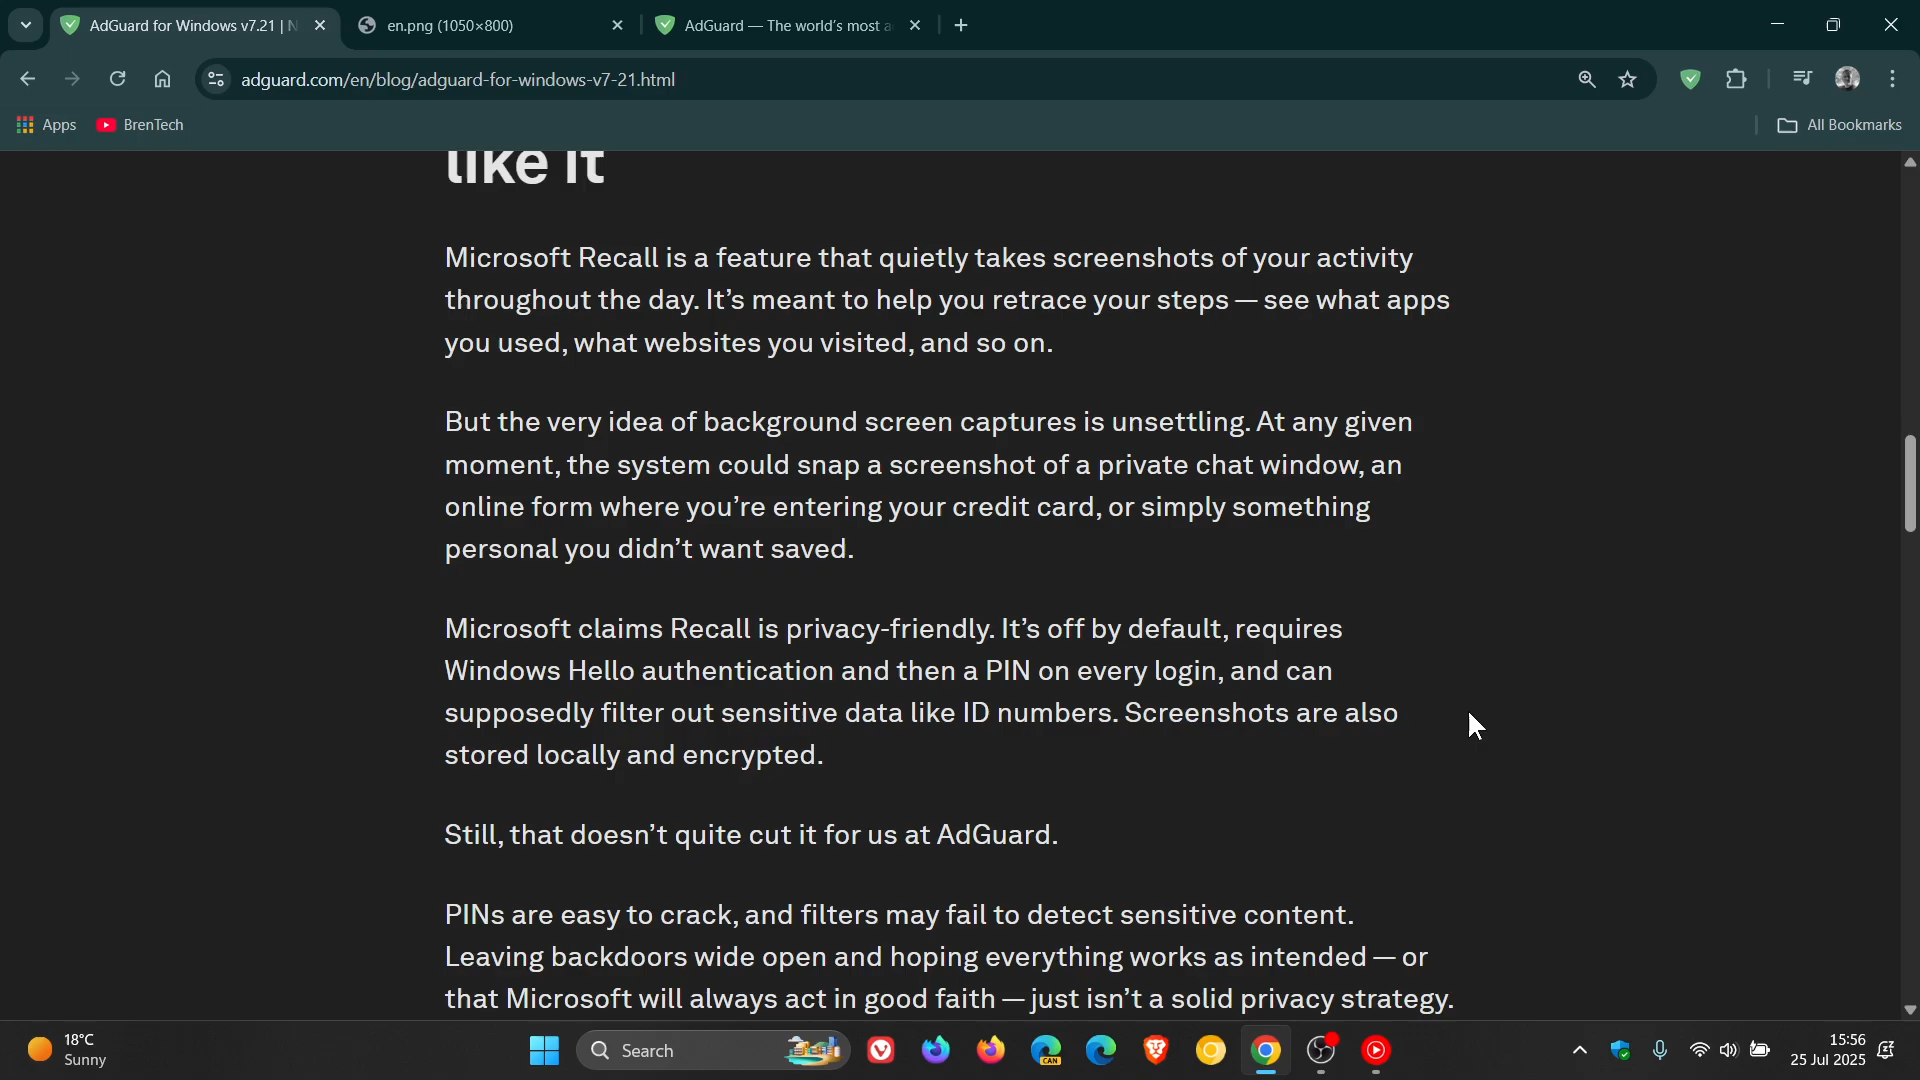 AdGuard for Windows v7.21 | N
en.png (1050×800)
AdGuard — The world's most a
adguard.com/en/blog/adguard-for-windows-v7-21.html
Apps
BrenTech
All Bookmarks
like it
Microsoft Recall is a feature that quietly takes screenshots of your activity
throughout the day. It's meant to help you retrace your steps — see what apps
you used, what websites you visited, and so on.
But the very idea of background screen captures is unsettling. At any given
moment, the system could snap a screenshot of a private chat window, an
online form where you're entering your credit card, or simply something
personal you didn't want saved.
Microsoft claims Recall is privacy-friendly. It's off by default, requires
Windows Hello authentication and then a PIN on every login, and can
supposedly filter out sensitive data like ID numbers. Screenshots are also
stored locally and encrypted.
Still, that doesn't quite cut it for us at AdGuard.
PINs are easy to crack, and filters may fail to detect sensitive content.
Leaving backdoors wide open and hoping everything works as intended — or
that Microsoft will always act in good faith — just isn't a solid privacy strategy.
18°C
Sunny
Search
CAN
15:56
25 Jul 2025